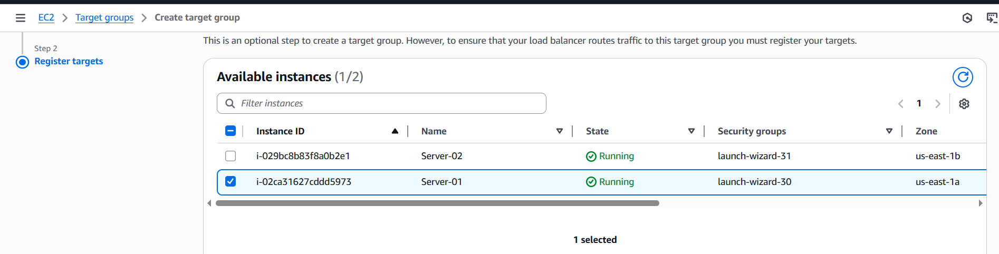 EC2 > Target groups > Create target group
This is an optional step to create a target group. However, to ensure that your load balancer routes traffic to this target group you must register your targets.
Step 2
Register targets
Available instances (1/2)
Filter instances
1
Instance ID Name State Security groups Zone
i-029bc8b83f8a0b2e1 Server-02 Running launch-wizard-31 us-east-1b
i-02ca31627cddd5973 Server-01 Running launch-wizard-30 us-east-1a
1 selected